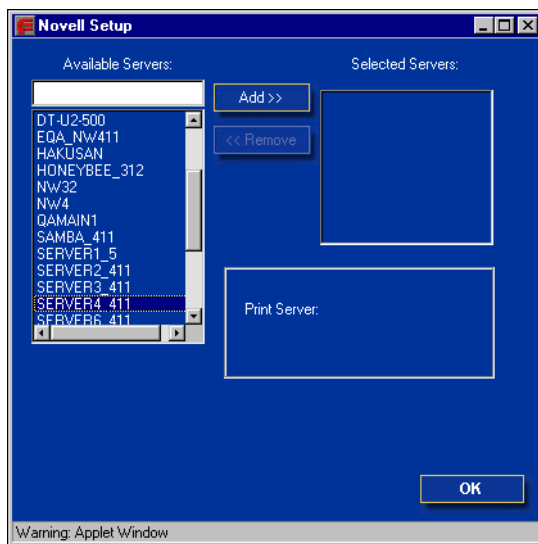 Novell Setup
Available Servers:
Selected Servers:
Add >>
<< Remove
DT-U2-500
EQA_NW411
HAKUSAN
HONEYBEE_312
NW32
NW4
QAMAIN1
SAMBA_411
SERVER1_5
SERVER2_411
SERVER3_411
SERVER4_411
SERVER6_411
Print Server:
OK
Warning: Applet Window